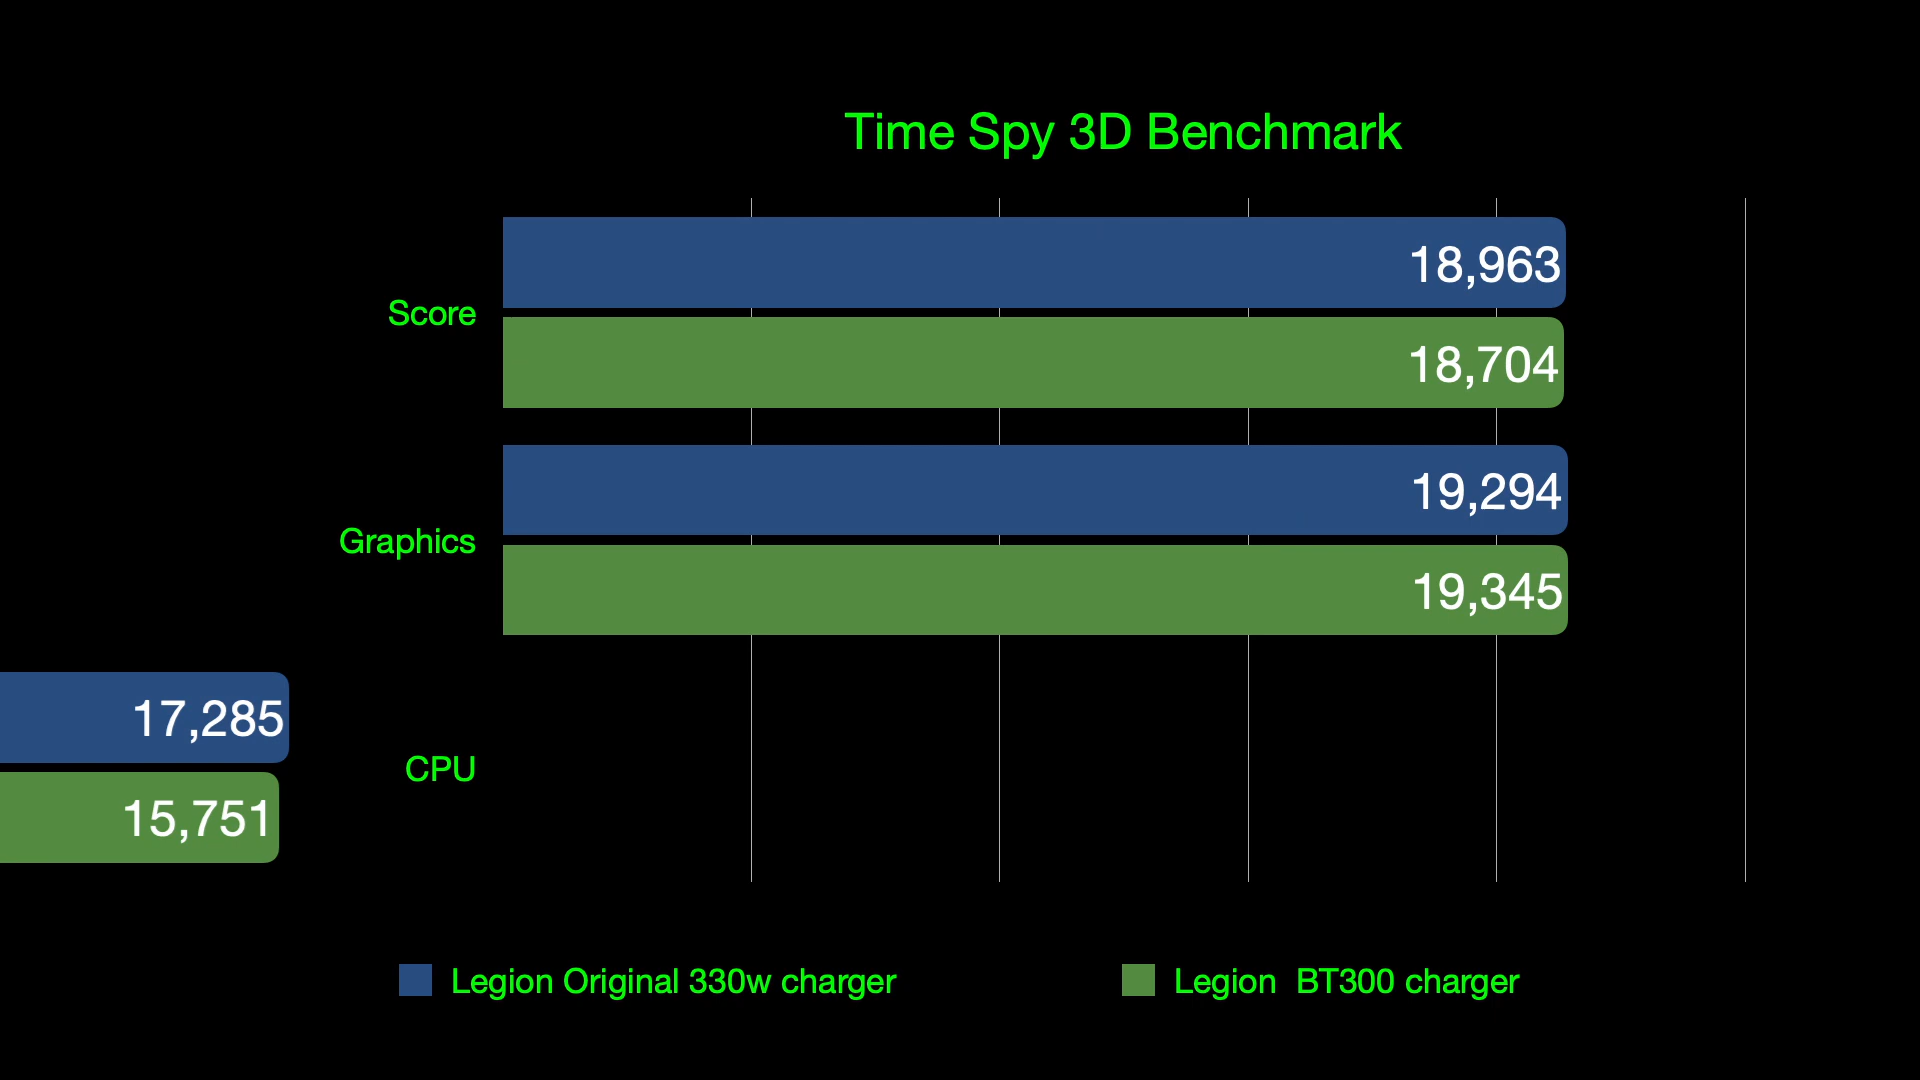 Time Spy 3D Benchmark
18,963
Score
18,704
19,294
Graphics
19,345
17,285
CPU
15,751
Legion Original 330w charger
Legion  BT300 charger